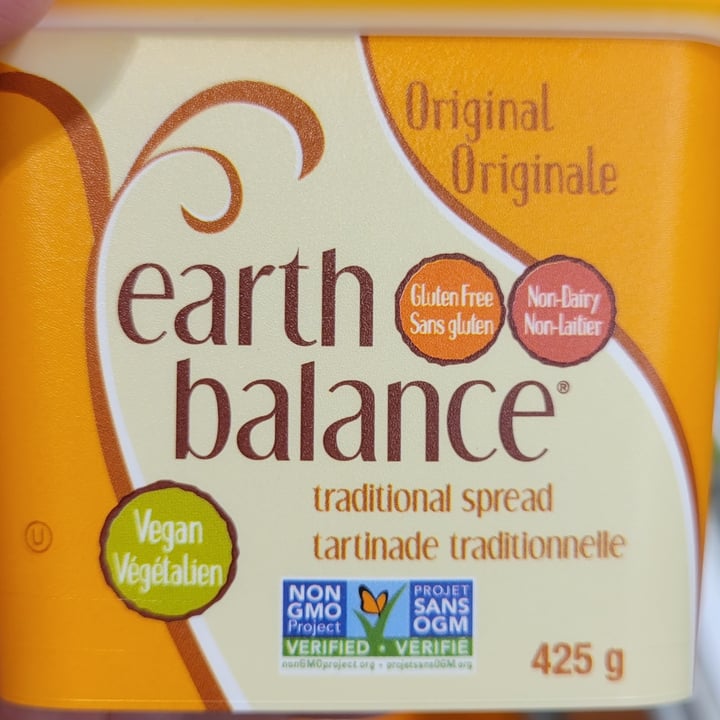 Original
Originale
earth
balance®
Gluten Free
Sans gluten
Non-Dairy
Non-Laitier
traditional spread
tartinade traditionnelle
Vegan
Végétalien
U
NON
GMO
Project
PROJET
SANS
OGM
VERIFIED • VÉRIFIÉ
nonGMOproject.org • projetsansOGM.org
425 g